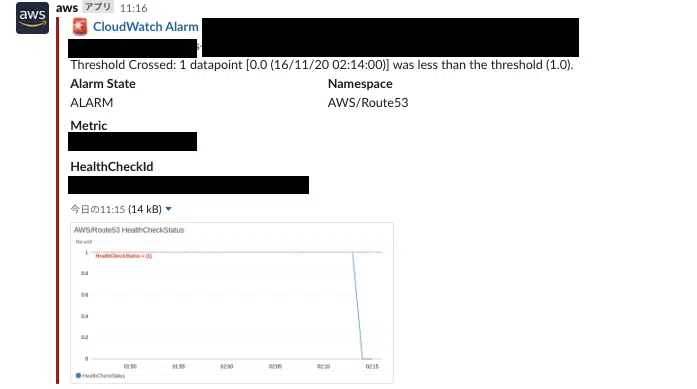 aws
aws アプリ 11:16
CloudWatch Alarm
Threshold Crossed: 1 datapoint [0.0 (16/11/20 02:14:00)] was less than the threshold (1.0).
Alarm State
Namespace
ALARM
AWS/Route53
Metric
HealthCheckId
今日の11:15 (14 kB)
AWS/Route53 HealthCheckStatus
No unit
1
HealthCheckStatus < (1)
0.8
0.6
0.4
0.2
0
01:50 01:55 02:00 02:05 02:10 02:15
HealthCheckStatus